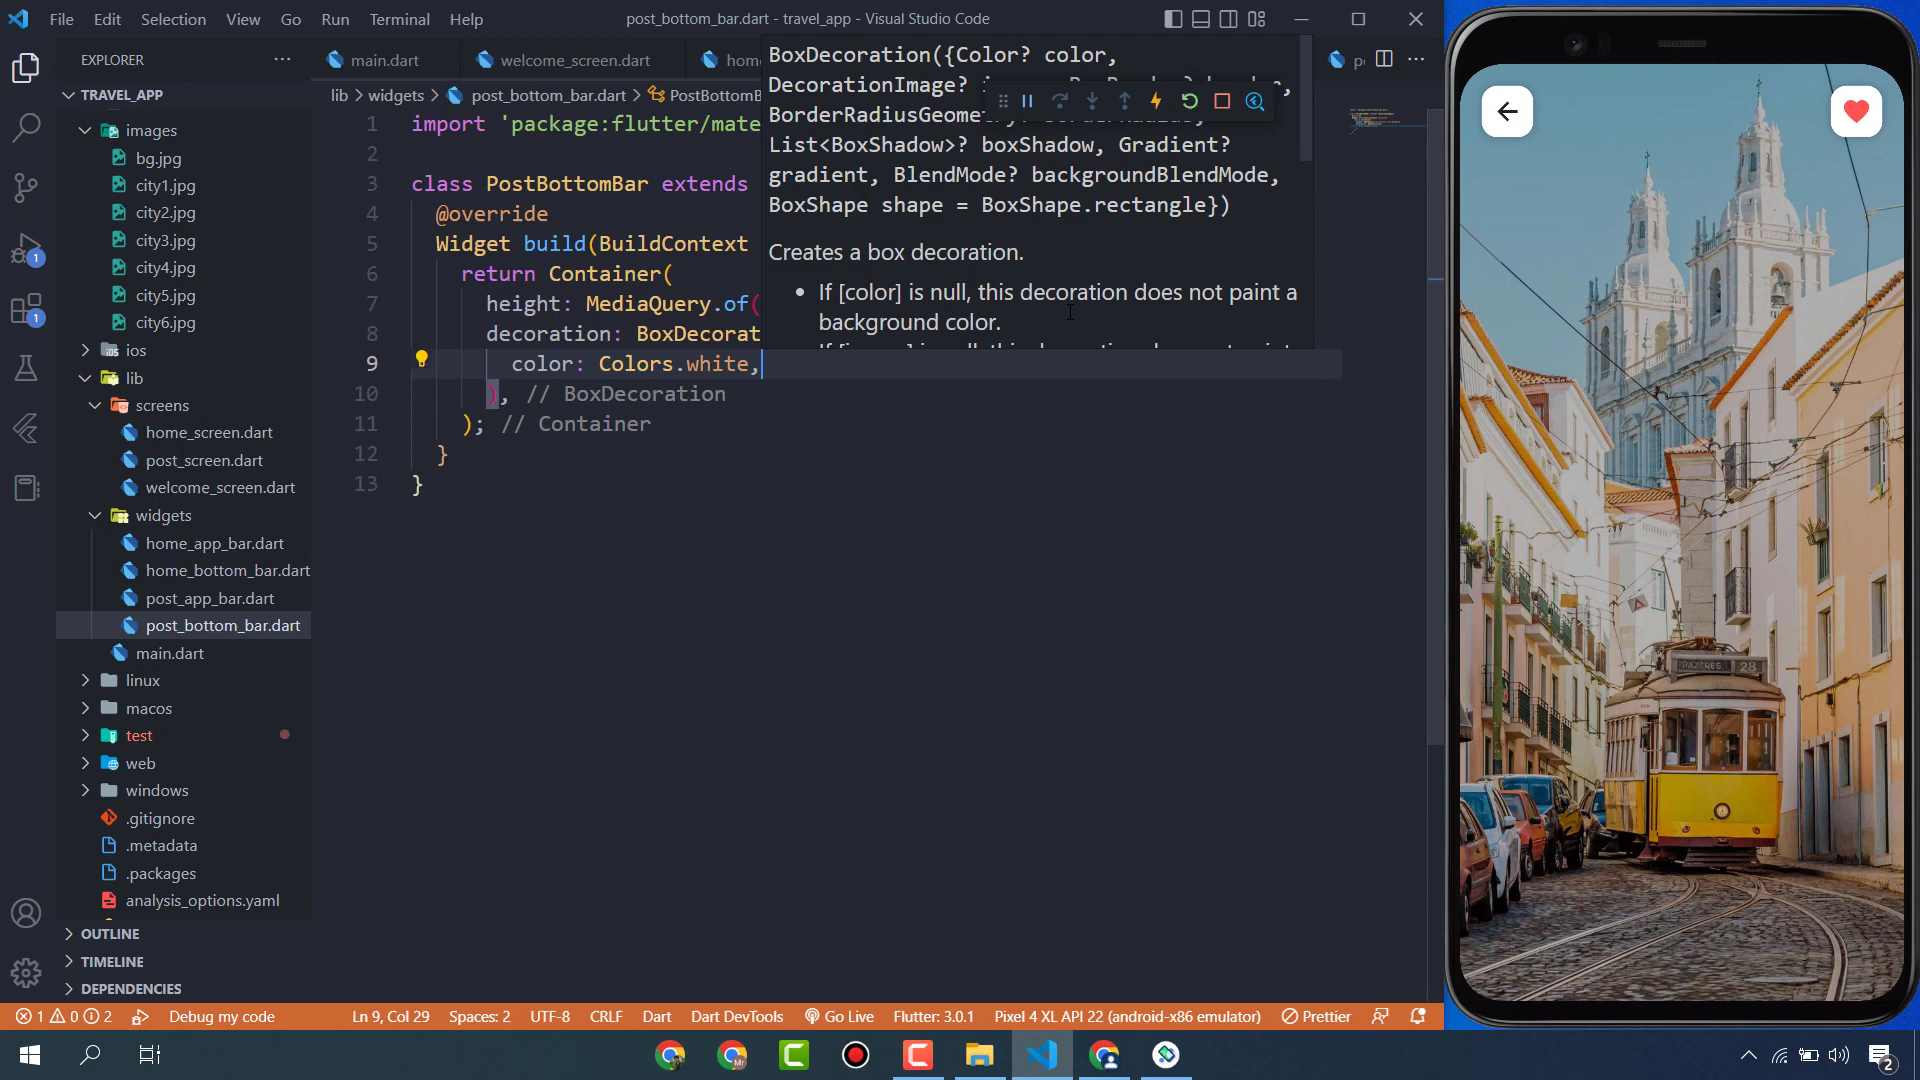 File Edit Selection View Go Run Terminal Help
post_bottom_bar.dart - travel_app - Visual Studio Code
EXPLORER
TRAVEL_APP
images
bg.jpg
city1.jpg
city2.jpg
city3.jpg
city4.jpg
city5.jpg
city6.jpg
ios
lib
screens
home_screen.dart
post_screen.dart
welcome_screen.dart
widgets
home_app_bar.dart
home_bottom_bar.dart
post_app_bar.dart
post_bottom_bar.dart
main.dart
linux
macos
test
web
windows
.gitignore
.metadata
.packages
analysis_options.yaml
OUTLINE
TIMELINE
DEPENDENCIES
1
1
main.dart
welcome_screen.dart
lib > widgets > post_bottom_bar.dart > PostBottomB
1 import 'package:flutter/mate
2
3 class PostBottomBar extends
4 @override
5 Widget build(BuildContext
6 return Container(
7 height: MediaQuery.of(
8 decoration: BoxDecorat
9 color: Colors.white,
10 ), // BoxDecoration
11 ); // Container
12 }
13 }
BoxDecoration({Color? color,
DecorationImage?
List<BoxShadow>? boxShadow, Gradient?
gradient, BlendMode? backgroundBlendMode,
BoxShape shape = BoxShape.rectangle})
Creates a box decoration.
• If [color] is null, this decoration does not paint a
background color.
28
1 0 2 Debug my code
Ln 9, Col 29 Spaces: 2 UTF-8 CRLF Dart Dart DevTools Go Live Flutter: 3.0.1 Pixel 4 XL API 22 (android-x86 emulator) Prettier
2